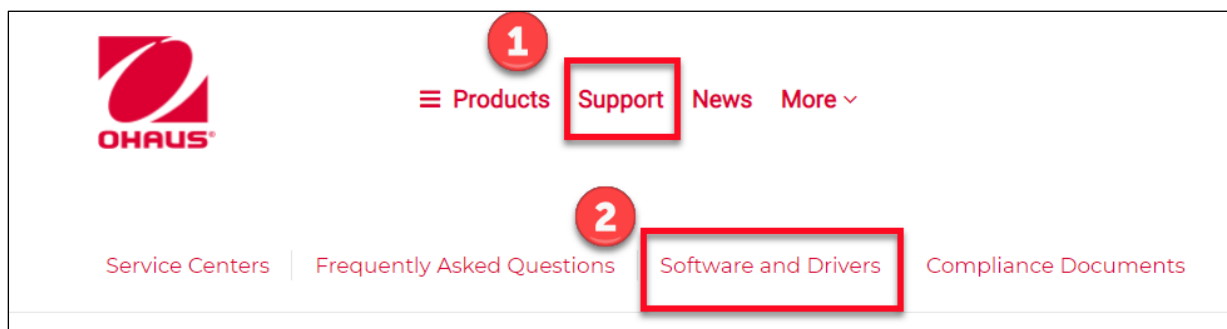 1
☰ Products Support News More
OHAUS®
2
Service Centers Frequently Asked Questions Software and Drivers Compliance Documents